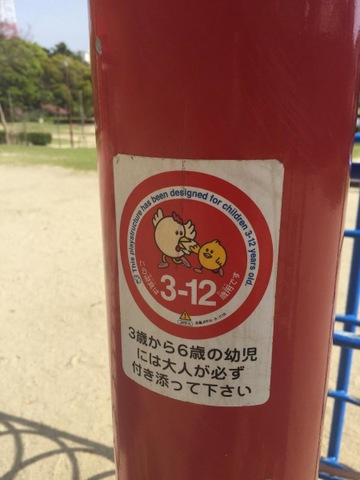 This playstructure has been designed for children 3-12 years old.
この遊具は
3-12
歳用です
3歳から6歳の幼児
には大人が必ず
付き添って下さい